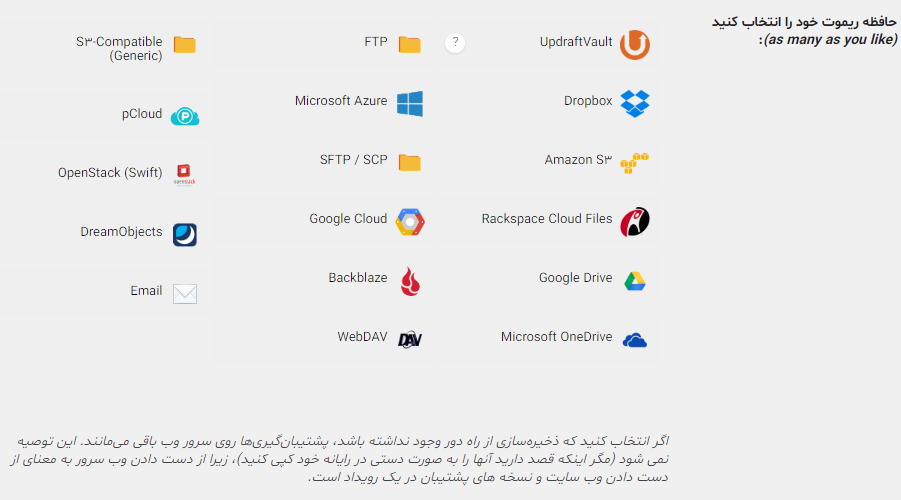 حافظه ریموت خود را انتخاب کنید
(as many as you like):
UpdraftVault
?
Dropbox
Amazon S۳
Rackspace Cloud Files
Google Drive
Microsoft OneDrive
FTP
Microsoft Azure
SFTP / SCP
Google Cloud
Backblaze
WebDAV
DAV
S۳-Compatible
(Generic)
pCloud
OpenStack (Swift)
openstack
DreamObjects
Email
اگر انتخاب کنید که ذخیره‌سازی از راه دور وجود نداشته باشد، پشتیبان‌گیری‌ها روی سرور وب باقی می‌مانند. این توصیه
نمی شود (مگر اینکه قصد دارید آنها را به صورت دستی در رایانه خود کپی کنید)، زیرا از دست دادن وب سرور به معنای از
دست دادن وب سایت و نسخه های پشتیبان در یک رویداد است.